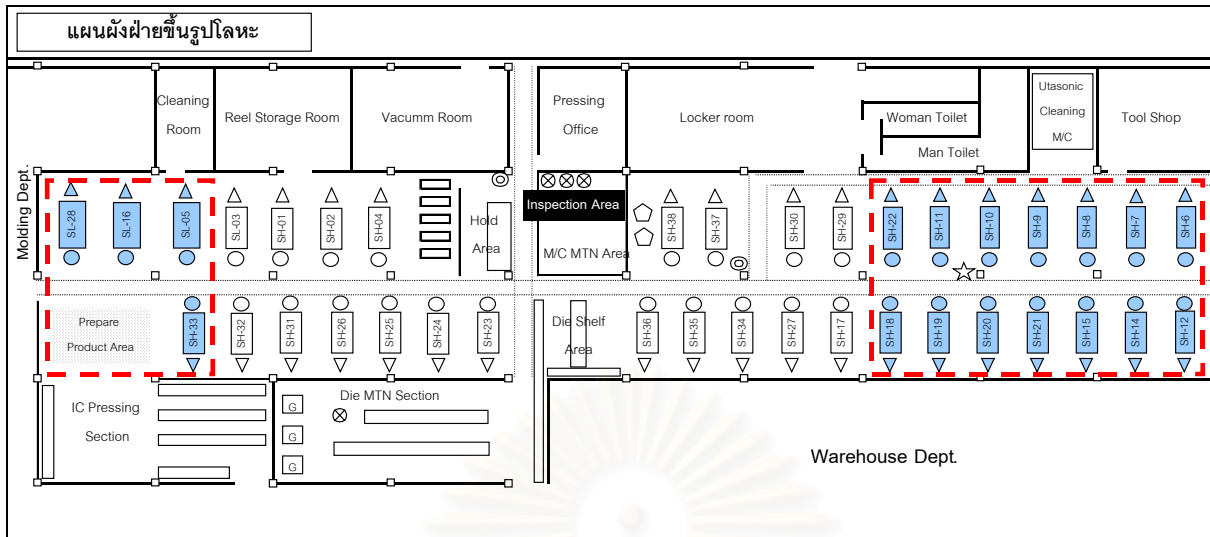 แผนผังฝ่ายขึ้นรูปโลหะ
Cleaning
Room
Reel Storage Room
Vacumm Room
Pressing
Office
Locker room
Woman Toilet
Man Toilet
Utasonic
Cleaning
M/C
Tool Shop
Molding Dept.
SL-28
SL-16
SL-05
SL-03
SH-01
SH-02
SH-04
Hold
Area
Inspection Area
M/C MTN Area
SH-38
SH-37
SH-30
SH-29
SH-22
SH-11
SH-10
SH-9
SH-8
SH-7
SH-6
Prepare
Product Area
SH-33
SH-32
SH-31
SH-26
SH-25
SH-24
SH-23
Die Shelf
Area
SH-36
SH-35
SH-34
SH-27
SH-17
SH-18
SH-19
SH-20
SH-21
SH-15
SH-14
SH-12
IC Pressing
Section
Die MTN Section
G
G
G
Warehouse Dept.